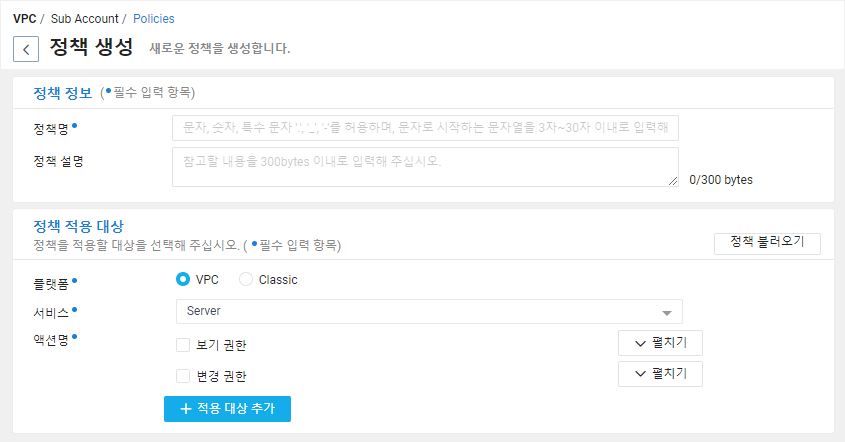 VPC / Sub Account / Policies
정책 생성 새로운 정책을 생성합니다.
정책 정보 (•필수 입력 항목)
정책명• 문자, 숫자, 특수 문자 '.', '_', '-'를 허용하며, 문자로 시작하는 문자열을 3자~30자 이내로 입력해
정책 설명 참고할 내용을 300bytes 이내로 입력해 주십시오.
0/300 bytes
정책 적용 대상
정책을 적용할 대상을 선택해 주십시오. ( •필수 입력 항목)
정책 불러오기
플랫폼• VPC Classic
서비스• Server
액션명• 보기 권한 펼치기
변경 권한 펼치기
+ 적용 대상 추가